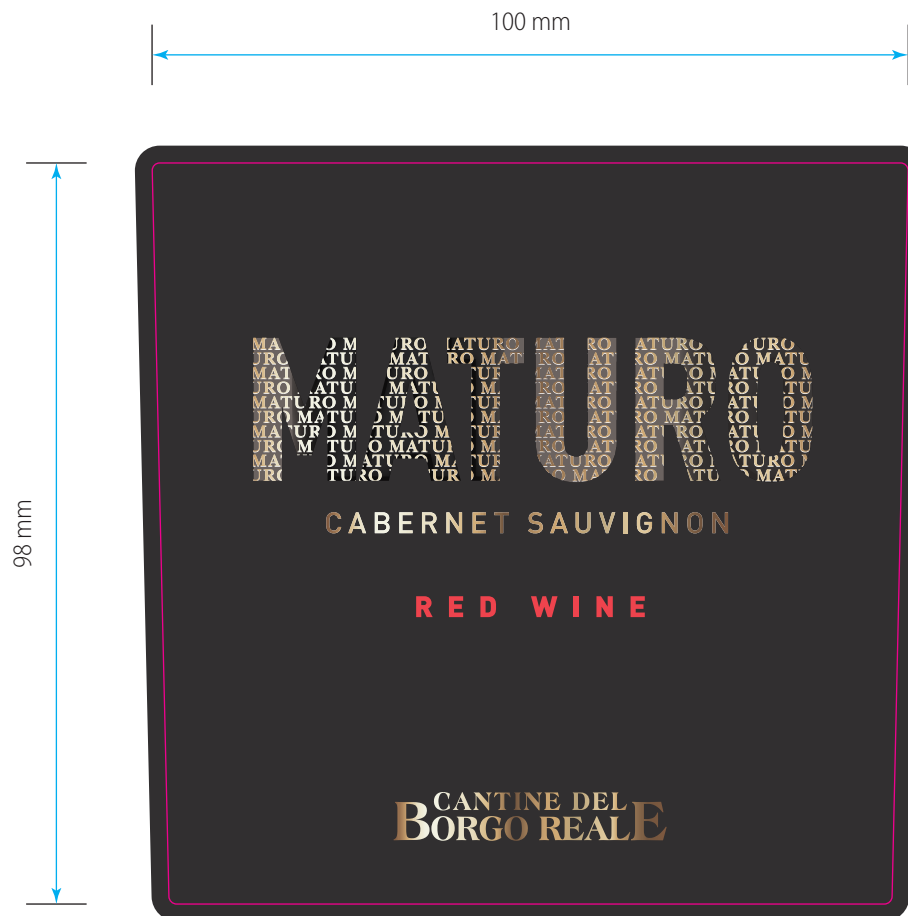 100 mm
98 mm
MATURO
CABERNET SAUVIGNON
RED WINE
CANTINE DEL
BORGO REALE